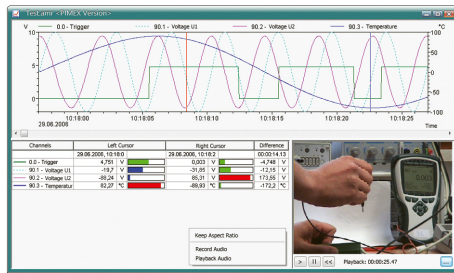 TestAmr <PIMEX Version>
V 0.0 - Trigger 90.1 - Voltage U1 90.2 - Voltage U2 90.3 - Temperature °C
10 100
50
5 0
-50
0 -100
10:18:00 10:18:05 10:18:10 10:18:15 10:18:20 10:18:25
29.06.2006 Time
Channels Left Cursor Right Cursor Difference
29.06.2006, 10:18:0 29.06.2006, 10:18:2 00:00:14.13
0.0 - Trigger 4,751 V 0,003 V -4,748 V
90.1 - Voltage U1 -19,7 V -31,85 V -12,15 V
90.2 - Voltage U2 -88,24 V 85,31 V 173,55 V
90.3 - Temperatur 82,27 °C -89,93 °C -172,2 °C
Keep Aspect Ratio
Record Audio
Playback Audio
> II << Playback: 00:00:25.47 ...